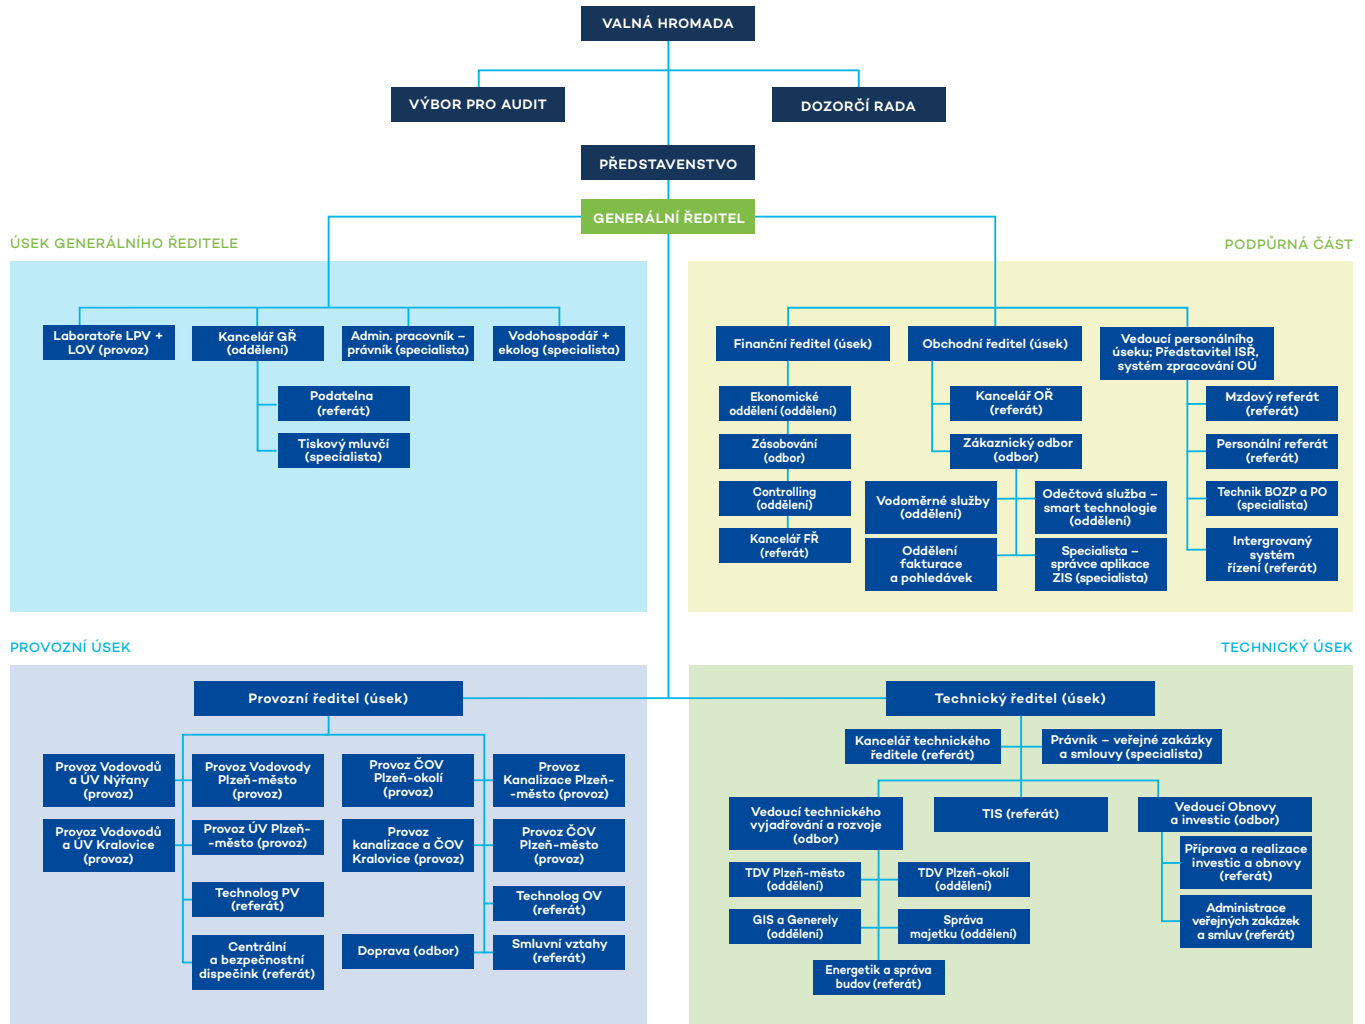 VALNÁ HROMADA
VÝBOR PRO AUDIT
DOZORČÍ RADA
PŘEDSTAVENSTVO
GENERÁLNÍ ŘEDITEL
ÚSEK GENERÁLNÍHO ŘEDITELE
Laboratoře LPV +
LOV (provoz)
Kancelář GŘ
(oddělení)
Admin. pracovník –
právník (specialista)
Vodohospodář +
ekolog (specialista)
Podatelna
(referát)
Tiskový mluvčí
(specialista)
PODPŮRNÁ ČÁST
Finanční ředitel (úsek)
Obchodní ředitel (úsek)
Vedoucí personálního
úseku; Představitel ISŘ,
systém zpracování OÚ
Ekonomické
oddělení (oddělení)
Zásobování
(odbor)
Controlling
(oddělení)
Kancelář FŘ
(referát)
Kancelář OŘ
(referát)
Zákaznický odbor
(odbor)
Vodoměrné služby
(oddělení)
Odečtová služba –
smart technologie
(oddělení)
Oddělení
fakturace
a pohledávek
Specialista –
správce aplikace
ZIS (specialista)
Mzdový referát
(referát)
Personální referát
(referát)
Technik BOZP a PO
(specialista)
Intergrovaný
systém
řízení (referát)
PROVOZNÍ ÚSEK
Provozní ředitel (úsek)
Provoz Vodovodů
a ÚV Nýřany
(provoz)
Provoz Vodovody
Plzeň-město
(provoz)
Provoz ČOV
Plzeň-okolí
(provoz)
Provoz
Kanalizace Plzeň-
-město (provoz)
Provoz Vodovodů
a ÚV Kralovice
(provoz)
Provoz ÚV Plzeň-
-město (provoz)
Provoz
kanalizace a ČOV
Kralovice (provoz)
Provoz ČOV
Plzeň-město
(provoz)
Technolog PV
(referát)
Technolog OV
(referát)
Centrální
a bezpečnostní
dispečink (referát)
Doprava (odbor)
Smluvní vztahy
(referát)
TECHNICKÝ ÚSEK
Technický ředitel (úsek)
Kancelář technického
ředitele (referát)
Právník – veřejné zakázky
a smlouvy (specialista)
Vedoucí technického
vyjadřování a rozvoje
(odbor)
TIS (referát)
Vedoucí Obnovy
a investic (odbor)
TDV Plzeň-město
(oddělení)
TDV Plzeň-okolí
(oddělení)
GIS a Generely
(oddělení)
Správa
majetku (oddělení)
Energetik a správa
budov (referát)
Příprava a realizace
investic a obnovy
(referát)
Administrace
veřejných zakázek
a smluv (referát)